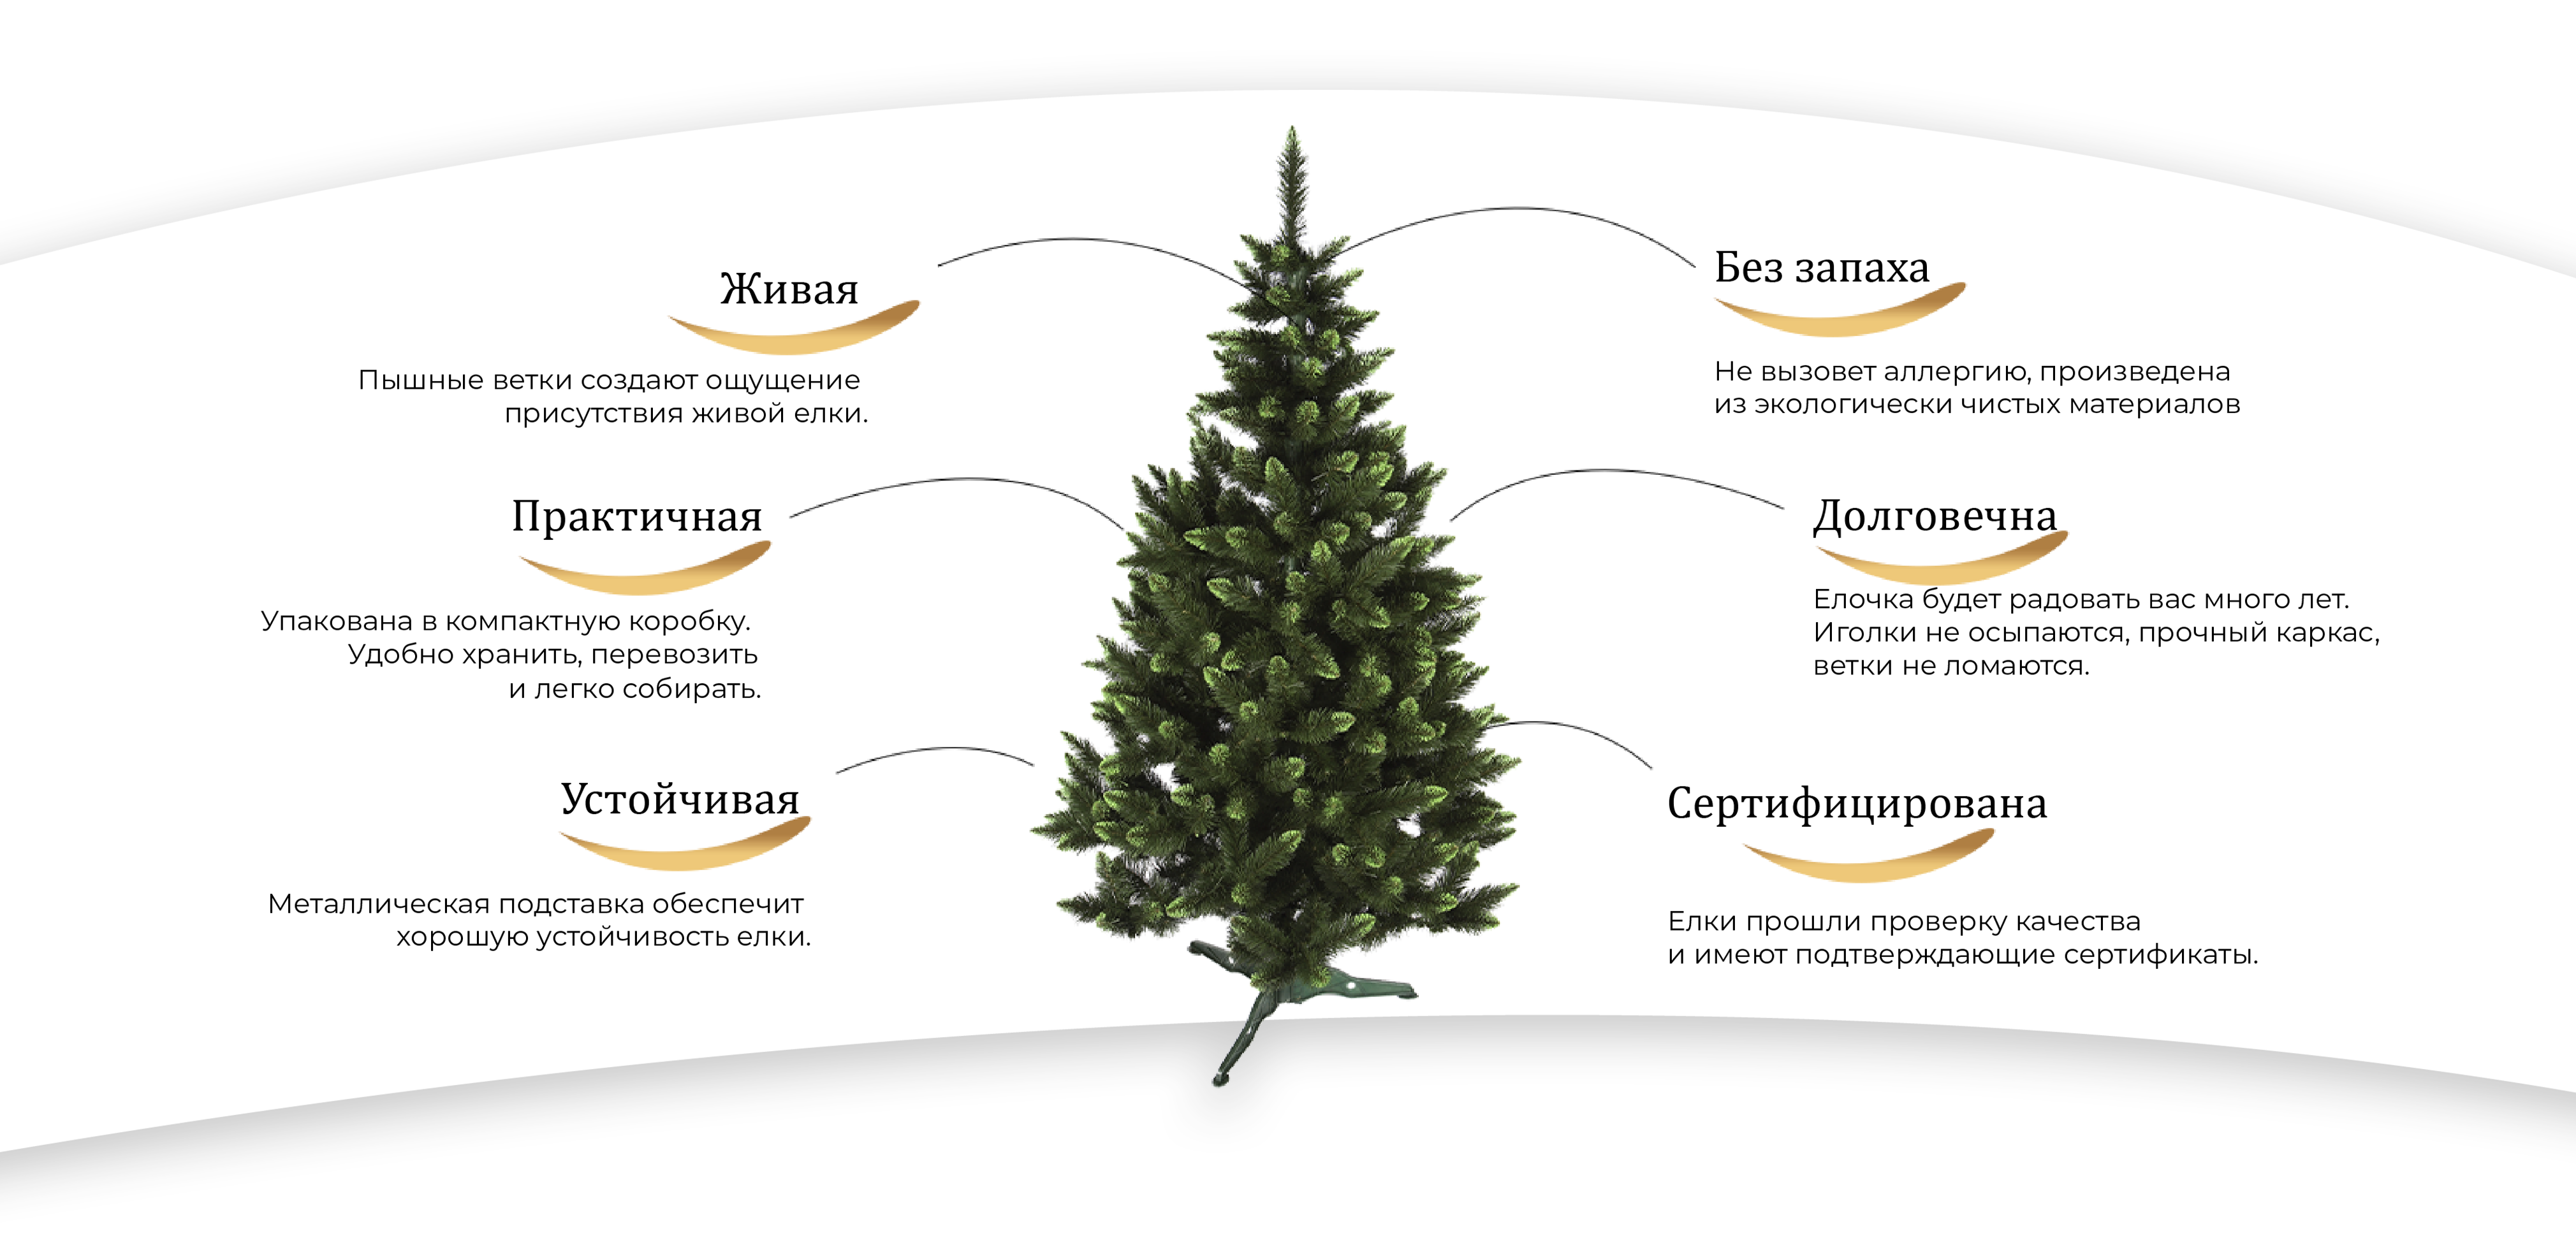 Живая
Пышные ветки создают ощущение
присутствия живой елки.
Практичная
Упакована в компактную коробку.
Удобно хранить, перевозить
и легко собирать.
Устойчивая
Металлическая подставка обеспечит
хорошую устойчивость елки.
Без запаха
Не вызовет аллергию, произведена
из экологически чистых материалов
Долговечна
Елочка будет радовать вас много лет.
Иголки не осыпаются, прочный каркас,
ветки не ломаются.
Сертифицирована
Елки прошли проверку качества
и имеют подтверждающие сертификаты.